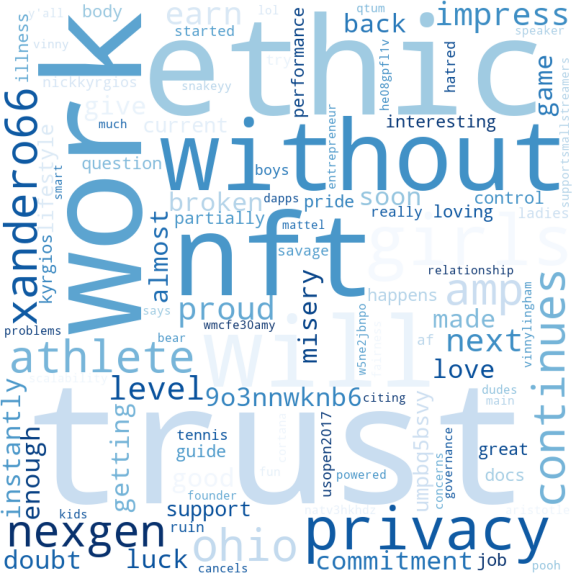 y'all
body
earn
lol
qtum
impress
speaker
back
started
vinny
illness
work
ethic
snakeyy
try
performance
he08gpfl1v
hatred
game
nickkyrgios
give
much
current
interesting
without
entrepreneur
supportsmallstreamers
xandero66
lifestyle
question
smart
boys
broken
dapps
pride
soon
control
partially
mattel
really
loving
ladies
kyrgios
almost
nft
savage
girls
relationship
says
proud
misery
happens
amp
wmcfe30amy
w5ne2jbnpo
made
vinnylingham
continues
problems
bear
will
af
next
athlete
love
scalability
level
9o3nnwknb6
citing
dudes
main
instantly
enough
getting
trust
tennis
guide
cortana
usopen2017
umpbq5bsvy
concerns
governance
great
good
fun
powered
docs
founder
natv3hkhdz
kids
support
nexgen
ruin
ohio
privacy
doubt
luck
cancels
commitment
job
pooh